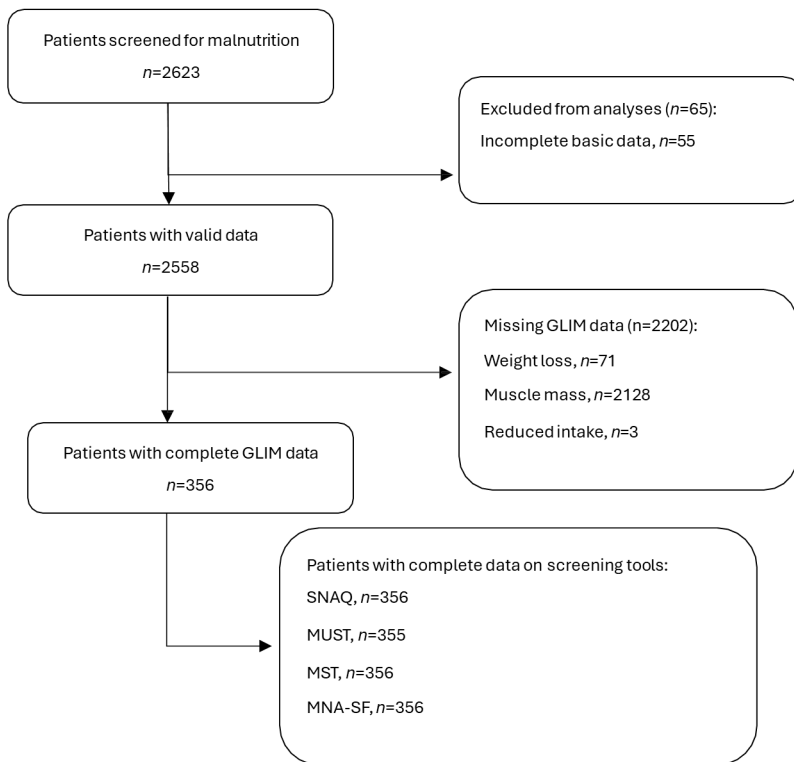 Patients screened for malnutrition
n=2623
Excluded from analyses (n=65):
Incomplete basic data, n=55
Patients with valid data
n=2558
Missing GLIM data (n=2202):
Weight loss, n=71
Muscle mass, n=2128
Reduced intake, n=3
Patients with complete GLIM data
n=356
Patients with complete data on screening tools:
SNAQ, n=356
MUST, n=355
MST, n=356
MNA-SF, n=356